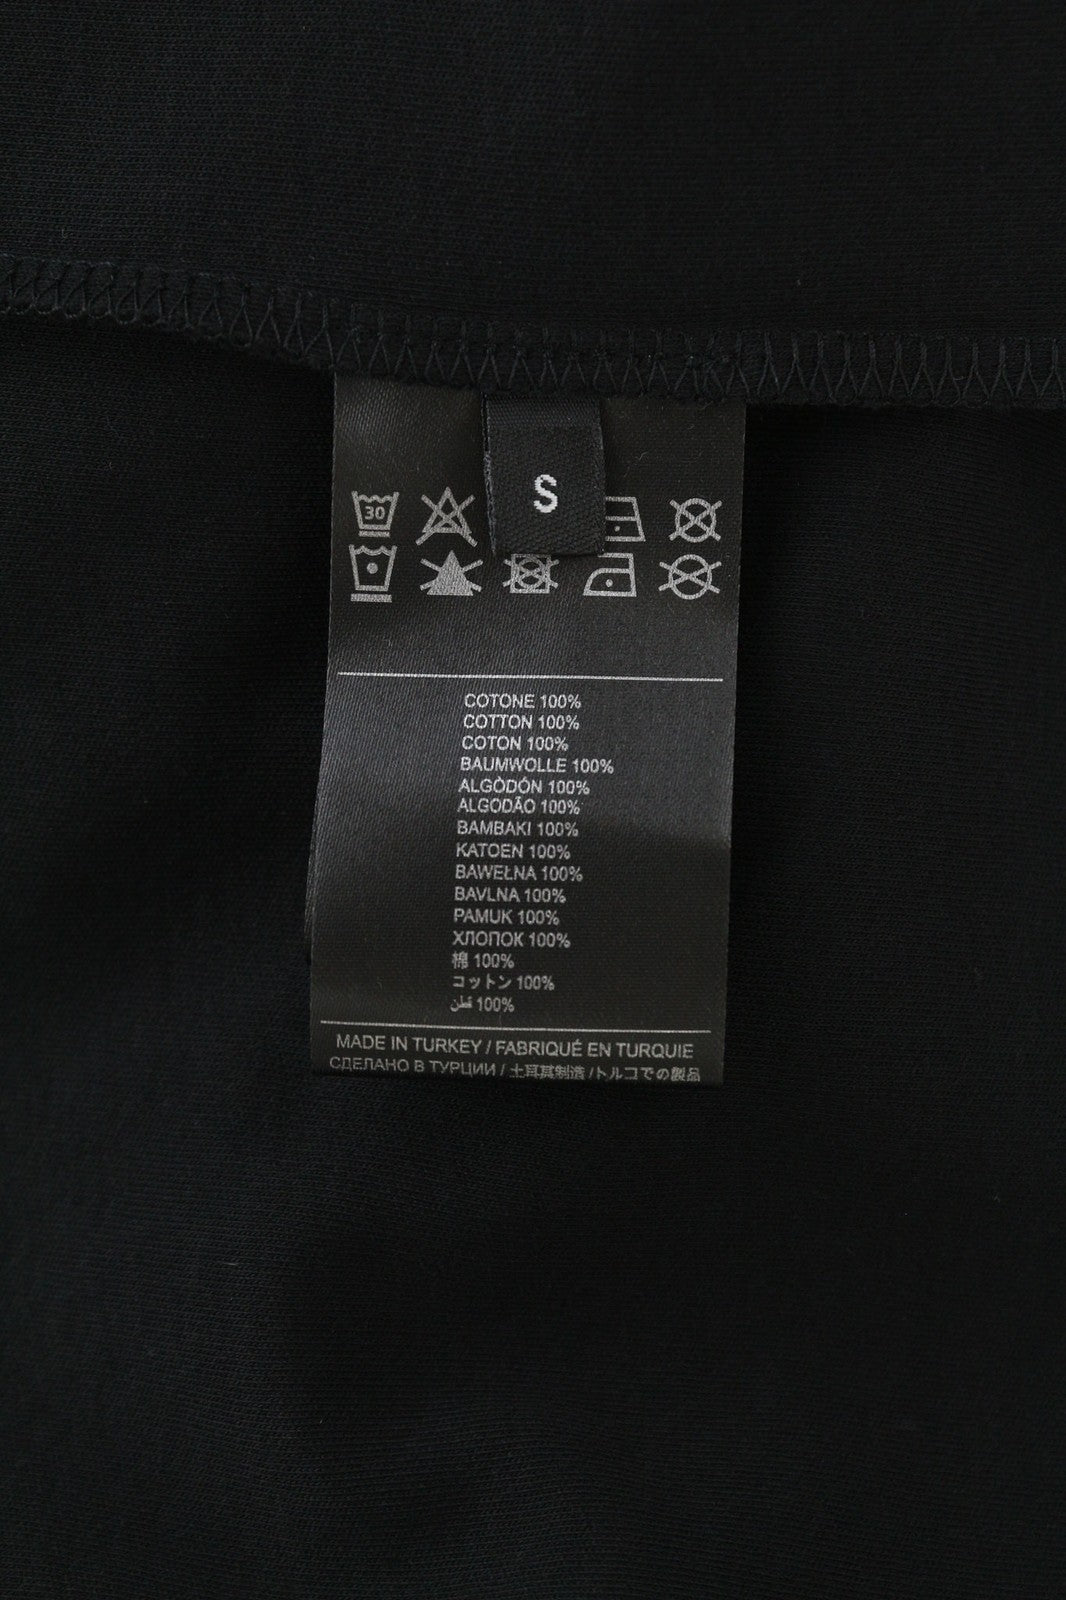 S
30
COTONE 100%
COTTON 100%
COTON 100%
BAUMWOLLE 100%
ALGÒDÓN 100%
ALGODÃO 100%
BAMBAKI 100%
KATOEN 100%
BAWEŁNA 100%
BAVLNA 100%
PAMUK 100%
ХЛОПОК 100%
棉 100%
コットン 100%
قطن 100%
MADE IN TURKEY / FABRIQUÉ EN TURQUIE
СДЕЛАНО В ТУРЦИИ / 土耳其制造 /トルコでの製品